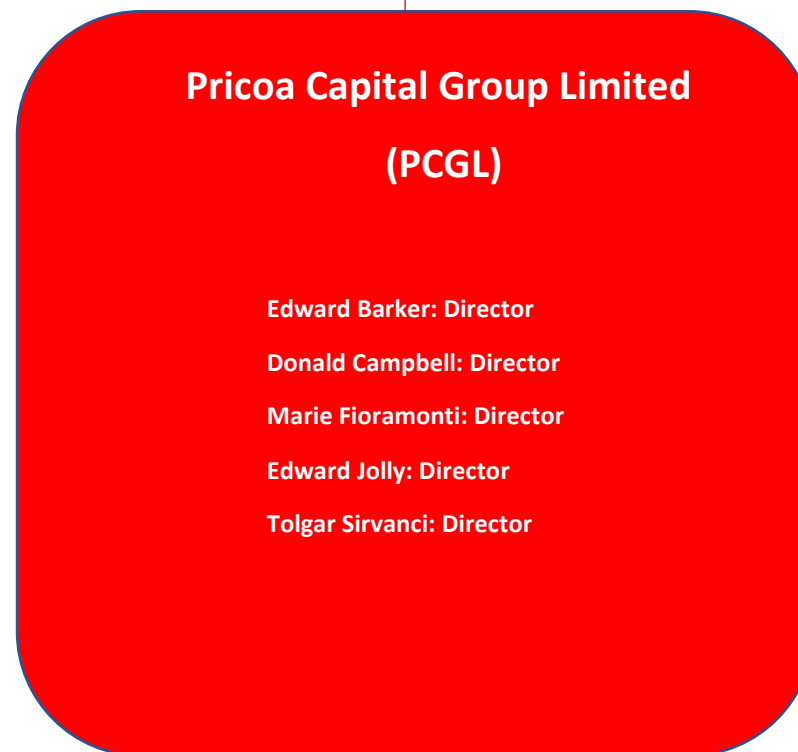 Pricoa Capital Group Limited
(PCGL)
Edward Barker: Director
Donald Campbell: Director
Marie Fioramonti: Director
Edward Jolly: Director
Tolgar Sirvanci: Director